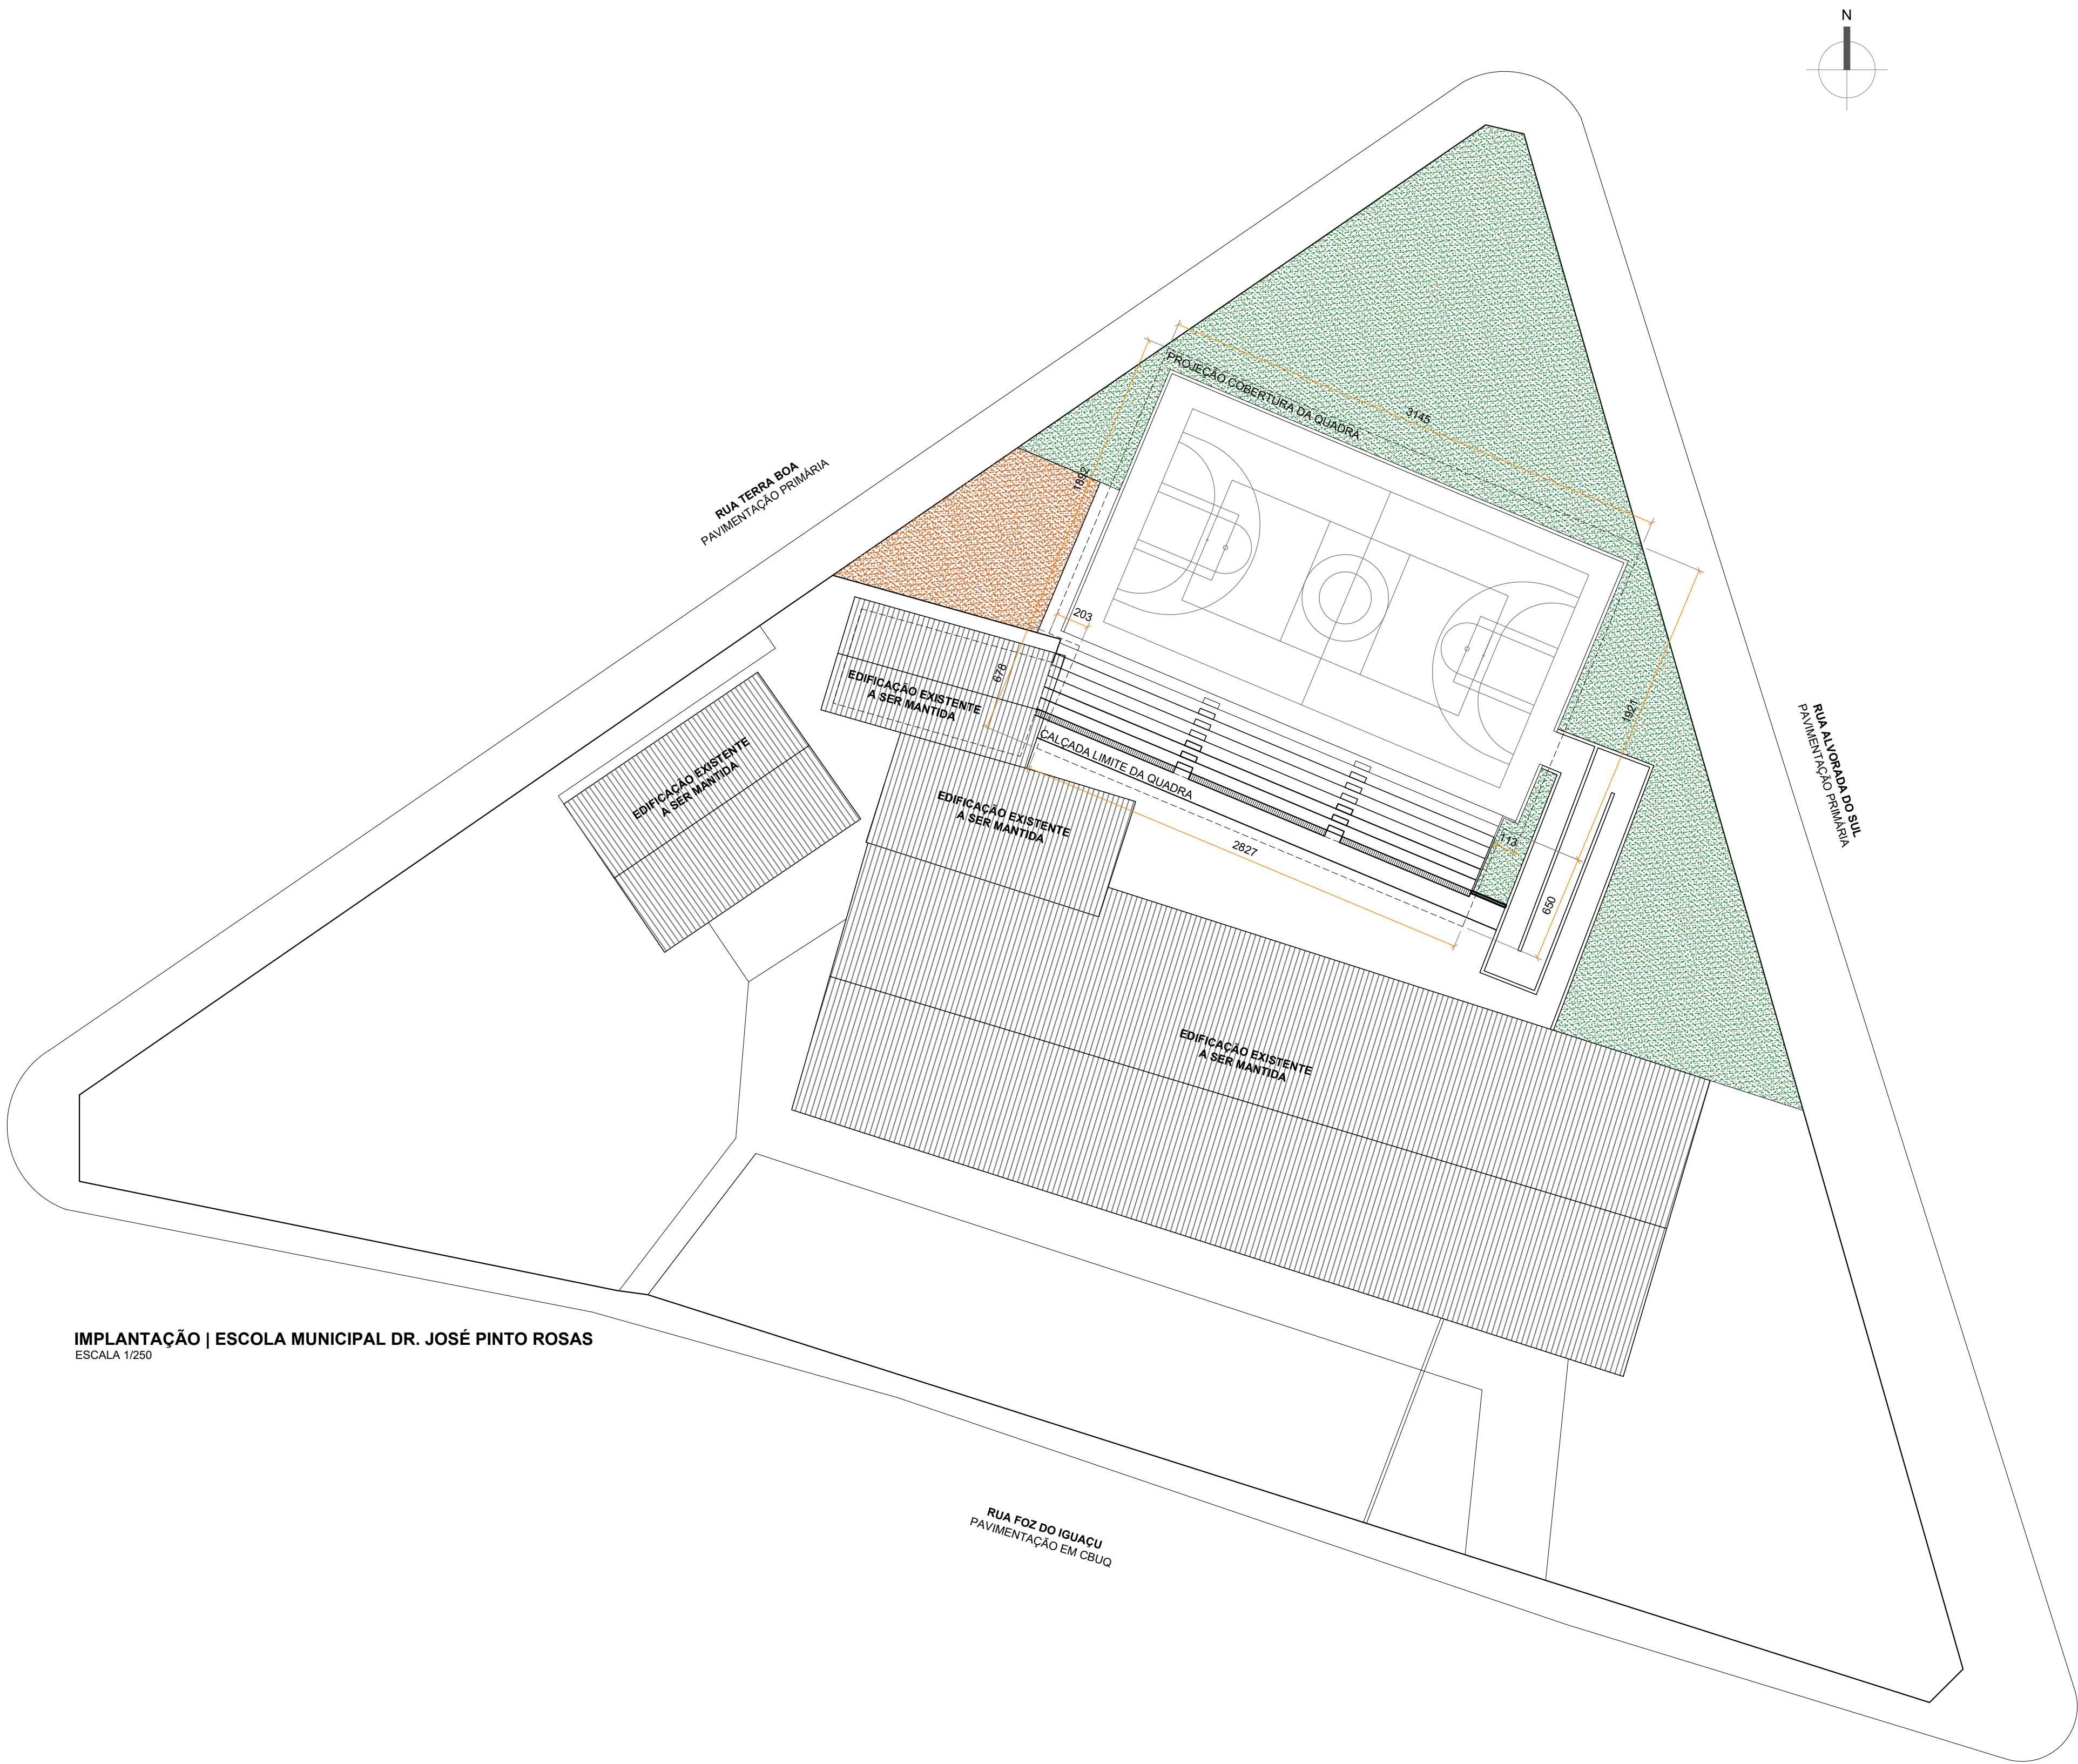 N
PROJEÇÃO COBERTURA DA QUADRA
3145
1892
RUA TERRA BOA
PAVIMENTAÇÃO PRIMÁRIA
203
678
EDIFICAÇÃO EXISTENTE
A SER MANTIDA
1921
RUA ALVORADA DO SUL
PAVIMENTAÇÃO PRIMÁRIA
CALÇADA LIMITE DA QUADRA
EDIFICAÇÃO EXISTENTE
A SER MANTIDA
EDIFICAÇÃO EXISTENTE
A SER MANTIDA
2827
113
650
EDIFICAÇÃO EXISTENTE
A SER MANTIDA
IMPLANTAÇÃO | ESCOLA MUNICIPAL DR. JOSÉ PINTO ROSAS
ESCALA 1/250
RUA FOZ DO IGUAÇU
PAVIMENTAÇÃO EM CBUQ